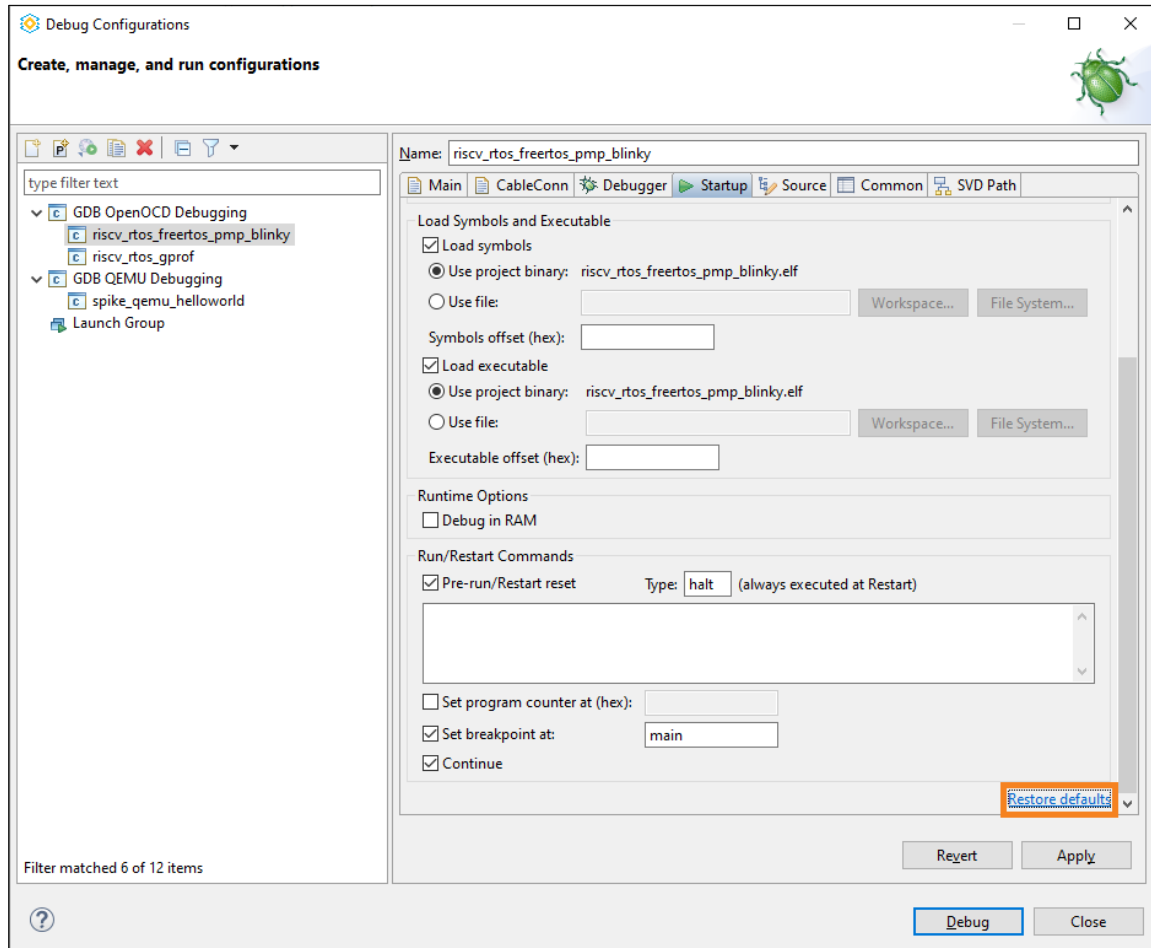 Debug Configurations
Create, manage, and run configurations
type filter text
GDB OpenOCD Debugging
riscv_rtos_freertos_pmp_blinky
riscv_rtos_gprof
GDB QEMU Debugging
spike_qemu_helloworld
Launch Group
Filter matched 6 of 12 items
Name: riscv_rtos_freertos_pmp_blinky
Main CableConn Debugger Startup Source Common SVD Path
Load Symbols and Executable
Load symbols
Use project binary: riscv_rtos_freertos_pmp_blinky.elf
Use file: Workspace... File System...
Symbols offset (hex):
Load executable
Use project binary: riscv_rtos_freertos_pmp_blinky.elf
Use file: Workspace... File System...
Executable offset (hex):
Runtime Options
Debug in RAM
Run/Restart Commands
Pre-run/Restart reset Type: halt (always executed at Restart)
Set program counter at (hex):
Set breakpoint at: main
Continue
Restore defaults
Revert Apply
Debug Close